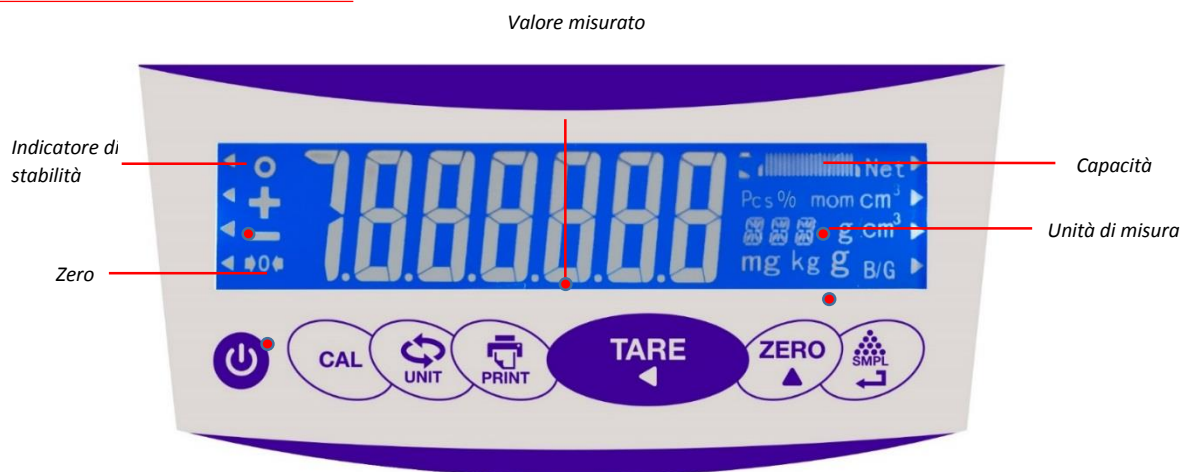 Valore misurato
Indicatore di
stabilità
Capacità
Net
Pcs% mom cm³
Unità di misura
g/cm³
Zero
0
mg kg g B/G
CAL
UNIT
PRINT
TARE
ZERO
SMPL